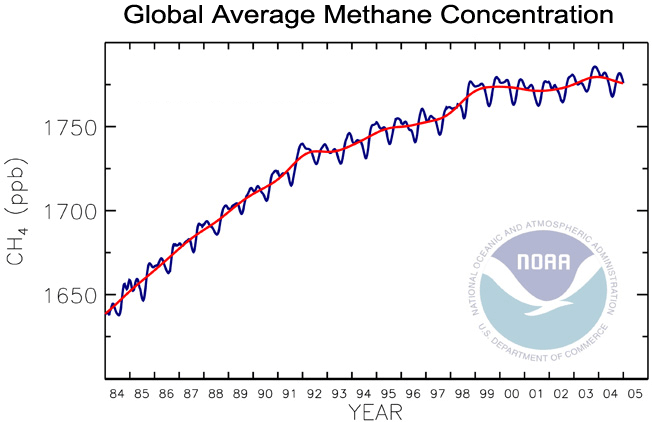 Global Average Methane Concentration
CH4 (ppb)
1750
1700
1650
NATIONAL OCEANIC AND ATMOSPHERIC ADMINISTRATION
NOAA
U.S. DEPARTMENT OF COMMERCE
84 85 86 87 88 89 90 91 92 93 94 95 96 97 98 99 00 01 02 03 04 05
YEAR